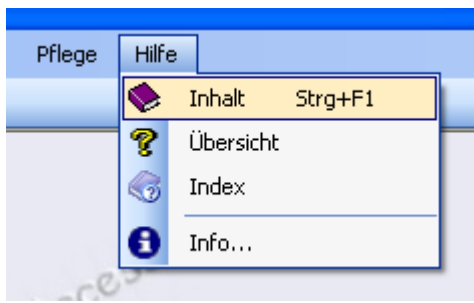 Pflege Hilfe
Inhalt Strg+F1
Übersicht
Index
Info...